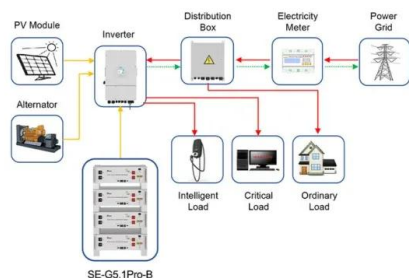 PV Module
Inverter
Distribution
Box
Electricity
Meter
Power
Grid
Alternator
Intelligent
Load
Critical
Load
Ordinary
Load
SE-G5.1Pro-B